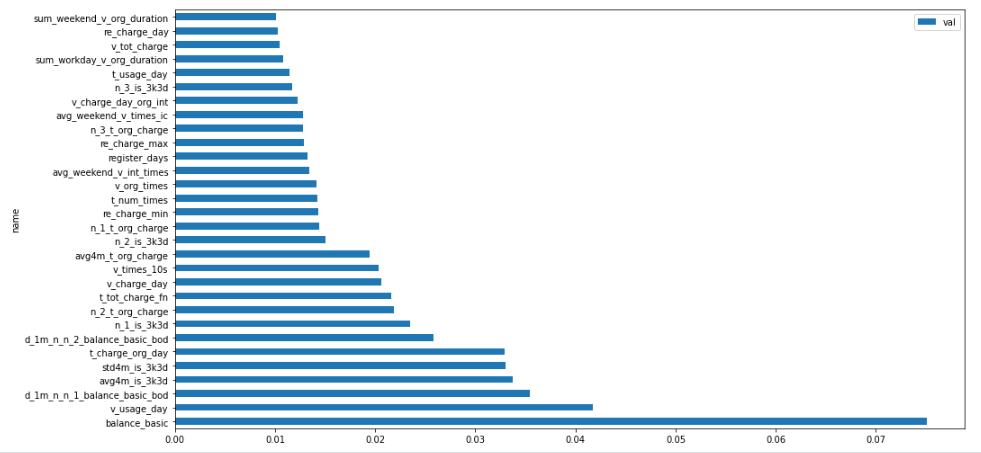 val
name
sum_weekend_v_org_duration
re_charge_day
v_tot_charge
sum_workday_v_org_duration
t_usage_day
n_3_is_3k3d
v_charge_day_org_int
avg_weekend_v_times_ic
n_3_t_org_charge
re_charge_max
register_days
avg_weekend_v_int_times
v_org_times
t_num_times
re_charge_min
n_1_t_org_charge
n_2_is_3k3d
avg4m_t_org_charge
v_times_10s
v_charge_day
t_tot_charge_fn
n_2_t_org_charge
n_1_is_3k3d
d_1m_n_n_2_balance_basic_bod
t_charge_org_day
std4m_is_3k3d
avg4m_is_3k3d
d_1m_n_n_1_balance_basic_bod
v_usage_day
balance_basic
0.00 0.01 0.02 0.03 0.04 0.05 0.06 0.07